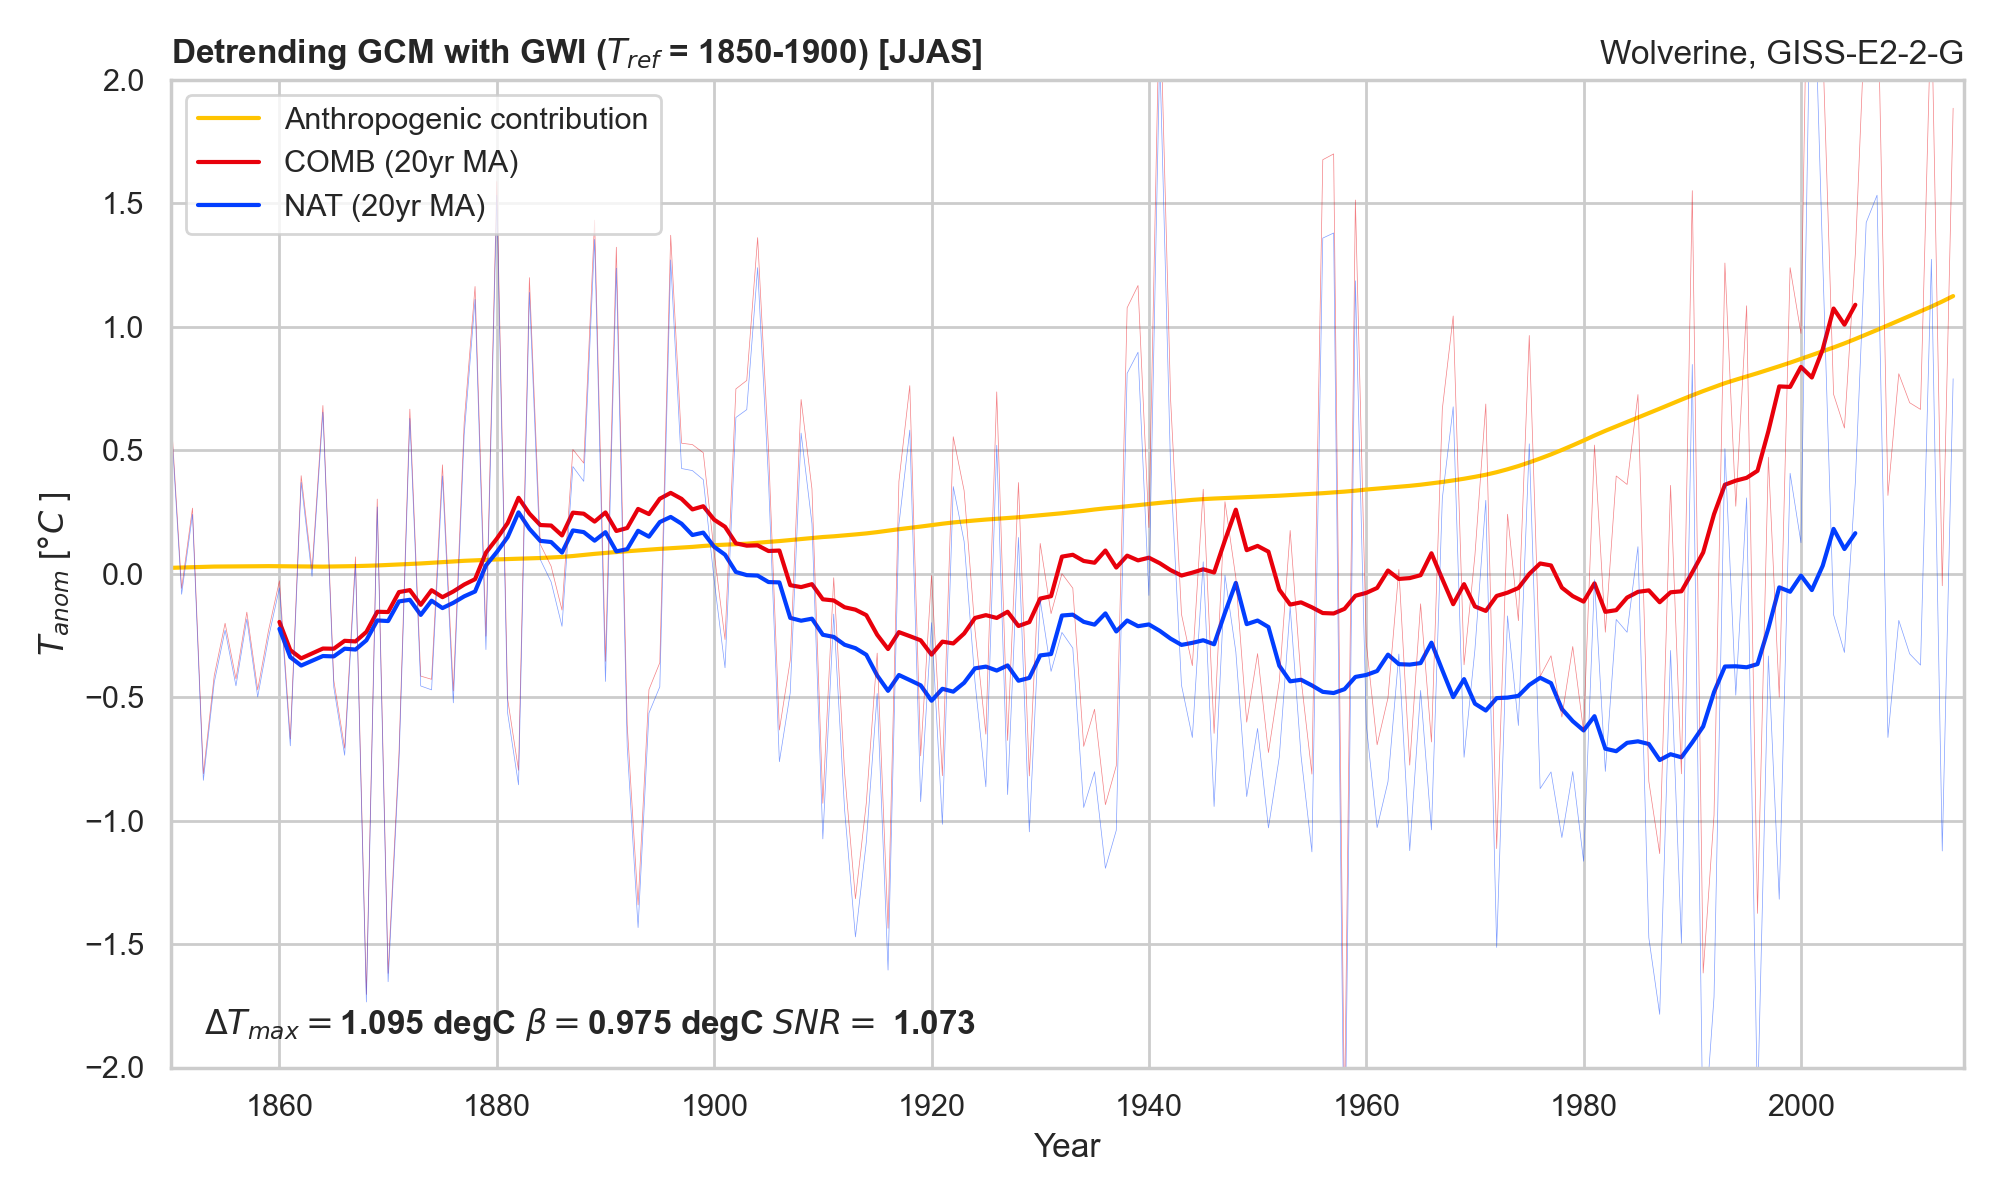 Detrending GCM with GWI (T_ref = 1850-1900) [JJAS]
Wolverine, GISS-E2-2-G
Anthropogenic contribution
COMB (20yr MA)
NAT (20yr MA)
2.0
1.5
1.0
0.5
0.0
−0.5
−1.0
−1.5
−2.0
T_anom [°C]
ΔT_max = 1.095 degC β = 0.975 degC SNR = 1.073
1860 1880 1900 1920 1940 1960 1980 2000
Year